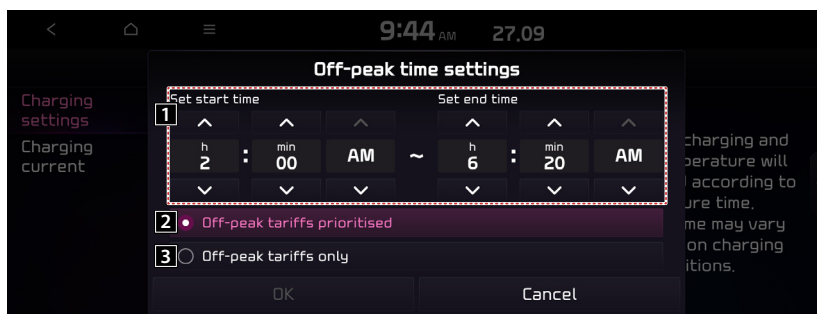 9:44 AM 27.09
Off-peak time settings
Charging
settings
Charging
current
1
Set start time
Set end time
h
2
:
min
00
AM
~
h
6
:
min
20
AM
2
Off-peak tariffs prioritised
3
Off-peak tariffs only
OK
Cancel
charging and
perature will
according to
ure time,
me may vary
on charging
itions.